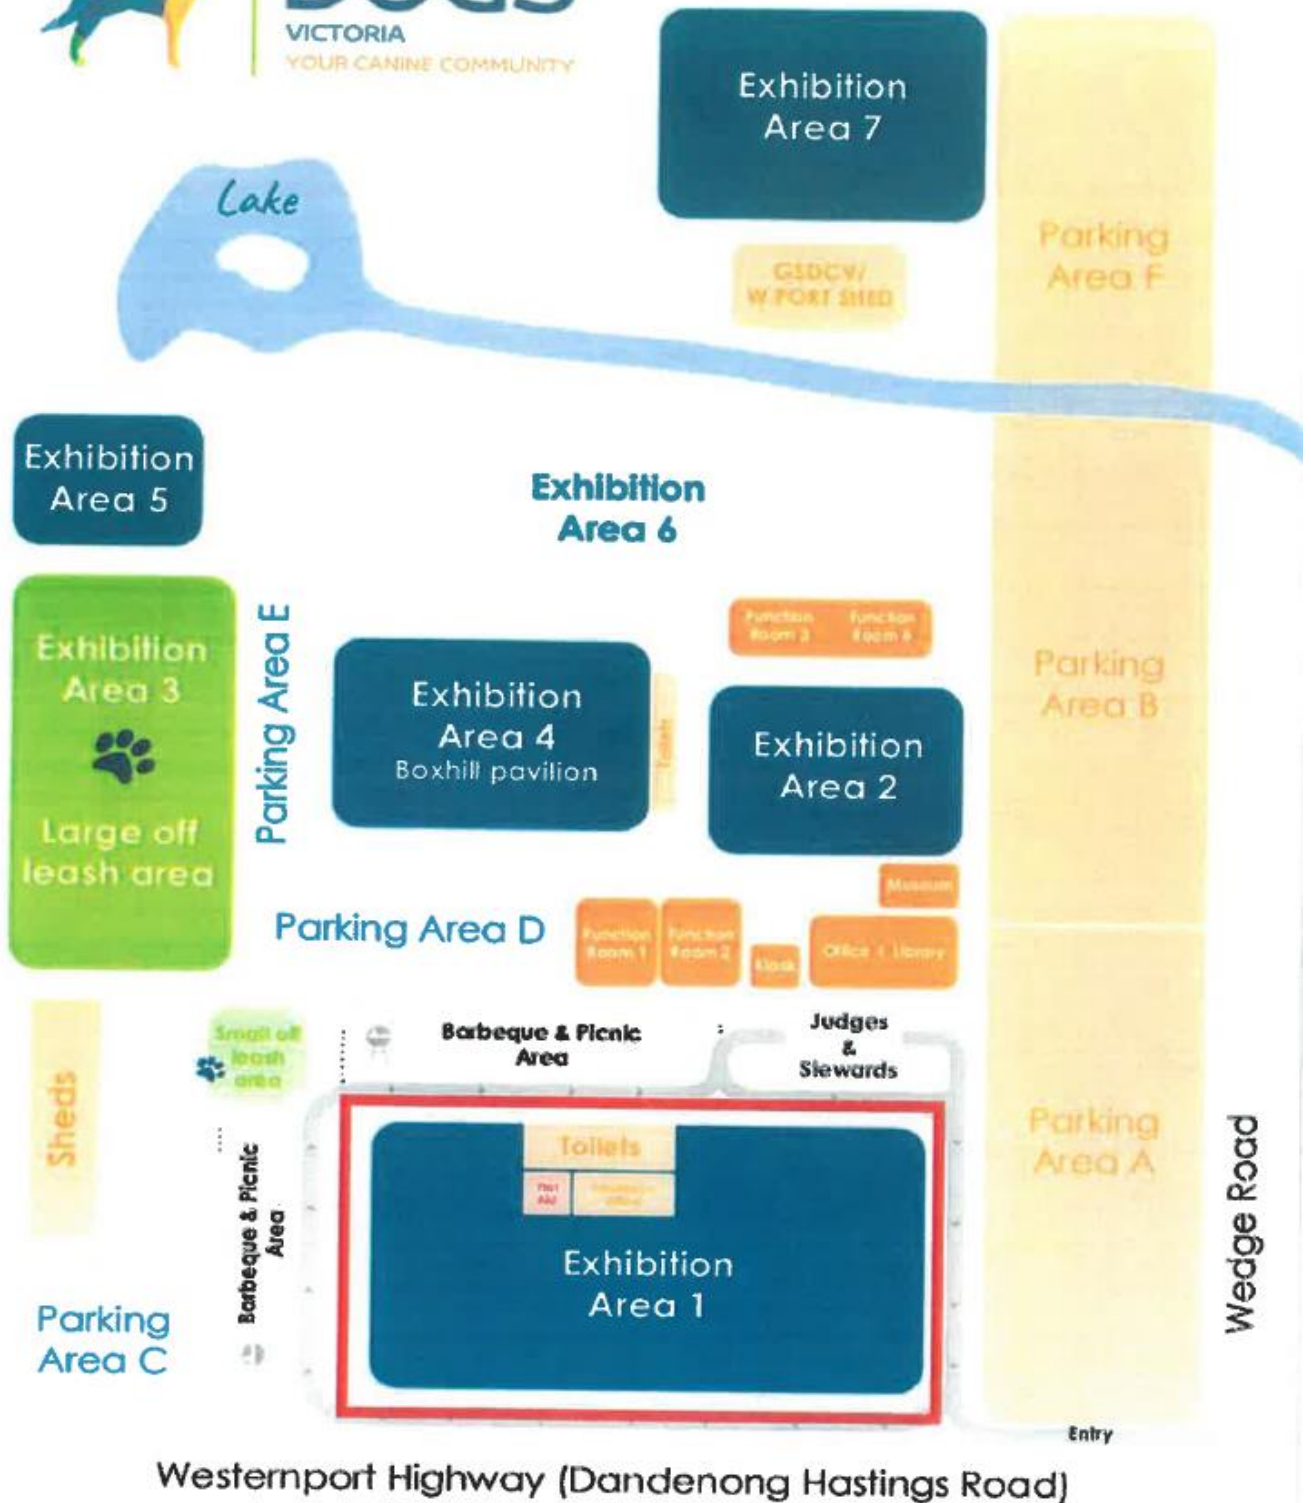 DOGS
VICTORIA
YOUR CANINE COMMUNITY
Exhibition
Area 7
Lake
Parking
Area F
GSDCV/
W PORT SHED
Exhibition
Area 5
Exhibition
Area 6
Exhibition
Area 3
Large off
leash area
Parking Area E
Function
Room 3
Function
Exhibition
Area 4
Boxhill pavilion
Toilets
Exhibition
Area 2
Parking
Area B
Museum
Parking Area D
Function
Room 1
Function
Room 2
Kiosk
Office & Library
Small off
leash
area
Barbeque & Picnic
Area
Judges
&
Stewards
Sheds
Barbeque & Picnic
Area
Toilets
Exhibition
Area 1
Parking
Area A
Wedge Road
Parking
Area C
Entry
Westernport Highway (Dandenong Hastings Road)